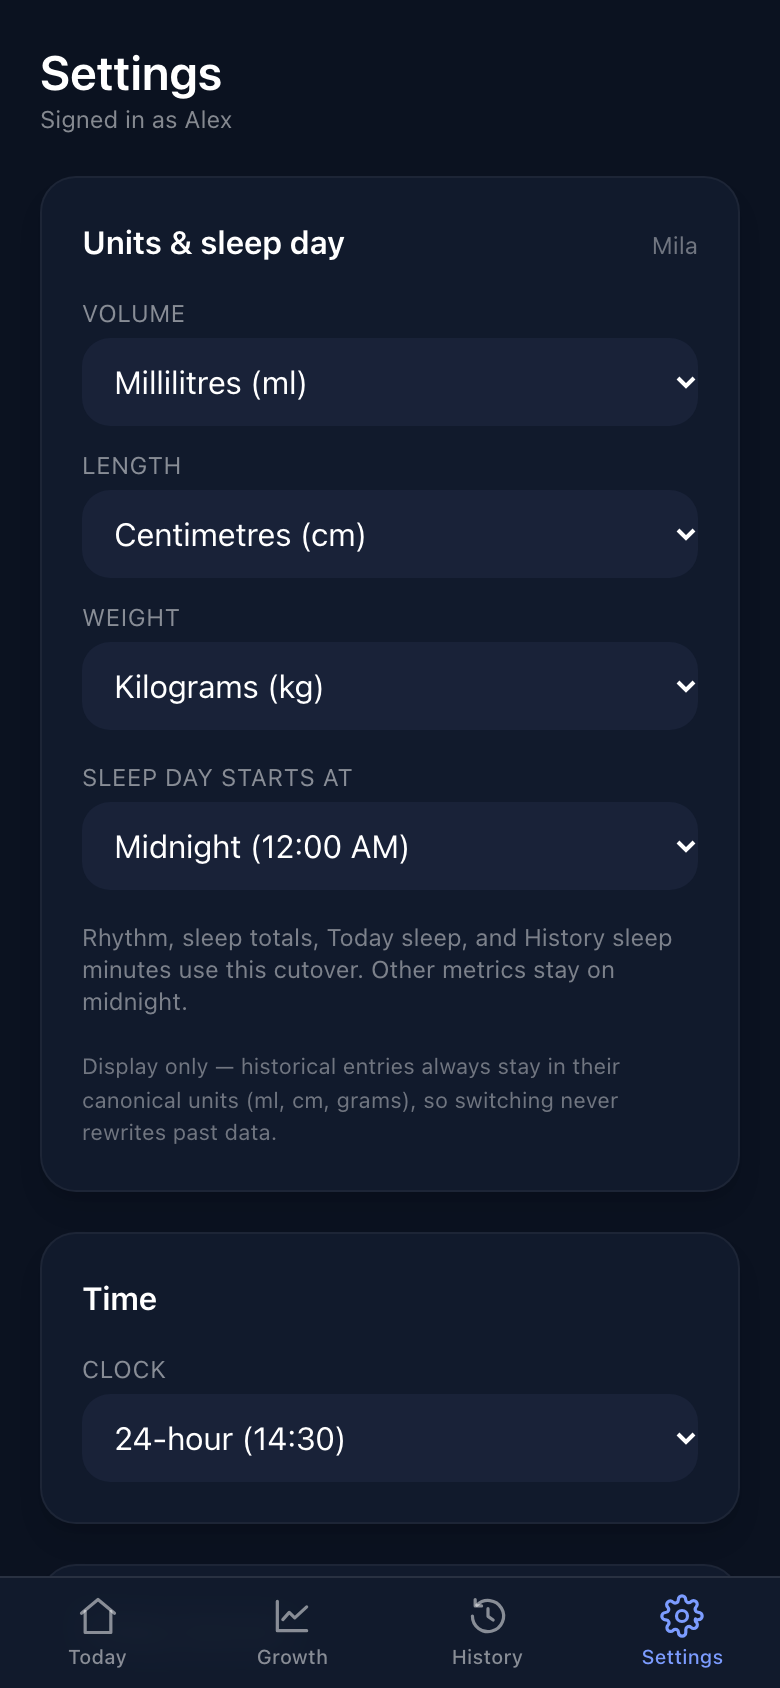 Settings
Signed in as Alex
Units & sleep day
Mila
VOLUME
Millilitres (ml)
LENGTH
Centimetres (cm)
WEIGHT
Kilograms (kg)
SLEEP DAY STARTS AT
Midnight (12:00 AM)
Rhythm, sleep totals, Today sleep, and History sleep
minutes use this cutover. Other metrics stay on
midnight.
Display only — historical entries always stay in their
canonical units (ml, cm, grams), so switching never
rewrites past data.
Time
CLOCK
24-hour (14:30)
Today
Growth
History
Settings